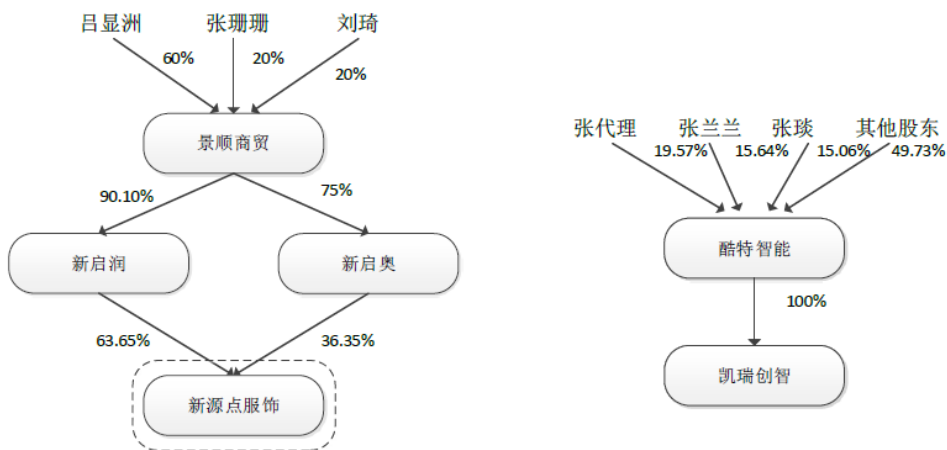 吕显洲 张珊珊 刘琦
60% 20% 20%
景顺商贸
90.10% 75%
新启润 新启奥
63.65% 36.35%
新源点服饰
张代理 张兰兰 张琰 其他股东
19.57% 15.64% 15.06% 49.73%
酷特智能
100%
凯瑞创智